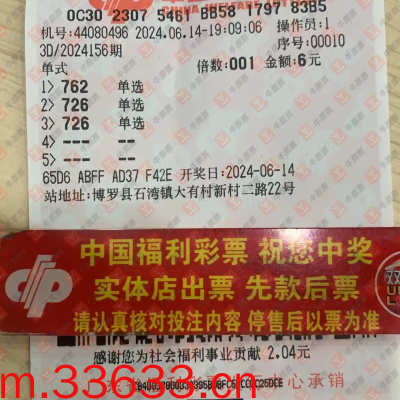 0C30 2307 5461 BB58 1797 83B5
机号:44080496 2024.06.14-19:09:06 操作员:1
3D/2024156期 序号:00010
单式 倍数:001 金额:6元
1> 762 单选
2> 726 单选
3> 726 单选
4> --- ---
5> --- ---
65D6 ABFF AD37 F42E 开奖日:2024-06-14
站地址:博罗县石湾镇大有村新村二路22号
中国福利彩票 祝您中奖
实体店出票 先款后票
请认真核对投注内容 停售后以票为准
感谢您为社会福利事业贡献 2.04元
m.33633.cn
中心承销